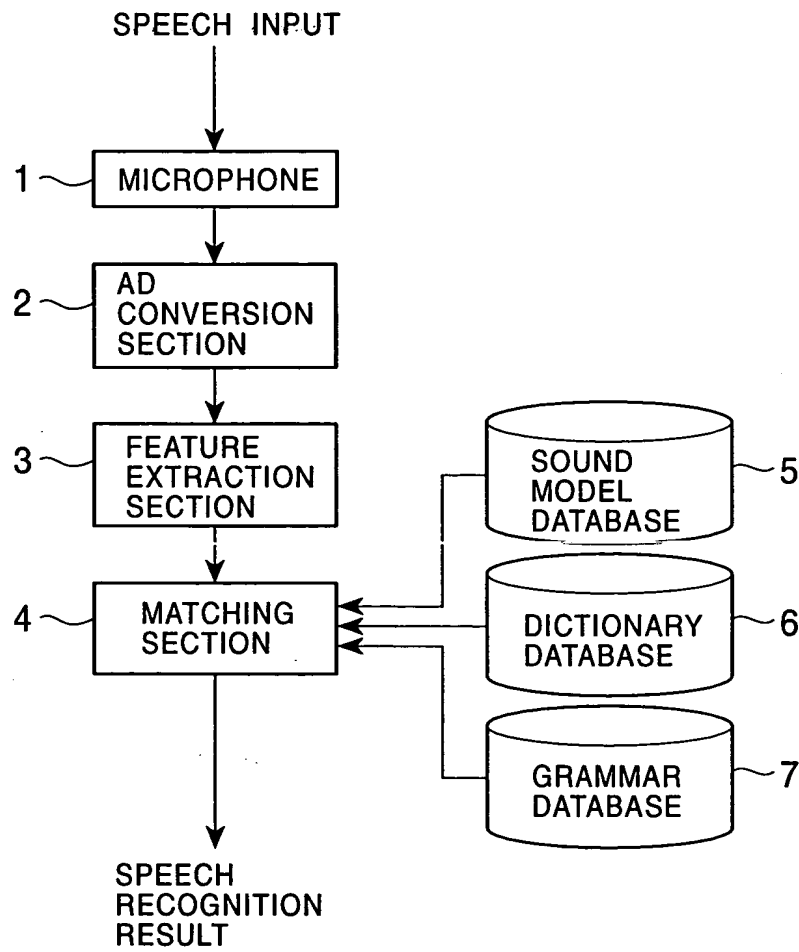 SPEECH INPUT
1
MICROPHONE
2
AD
CONVERSION
SECTION
3
FEATURE
EXTRACTION
SECTION
4
MATCHING
SECTION
SOUND
MODEL
DATABASE
5
DICTIONARY
DATABASE
6
GRAMMAR
DATABASE
7
SPEECH
RECOGNITION
RESULT